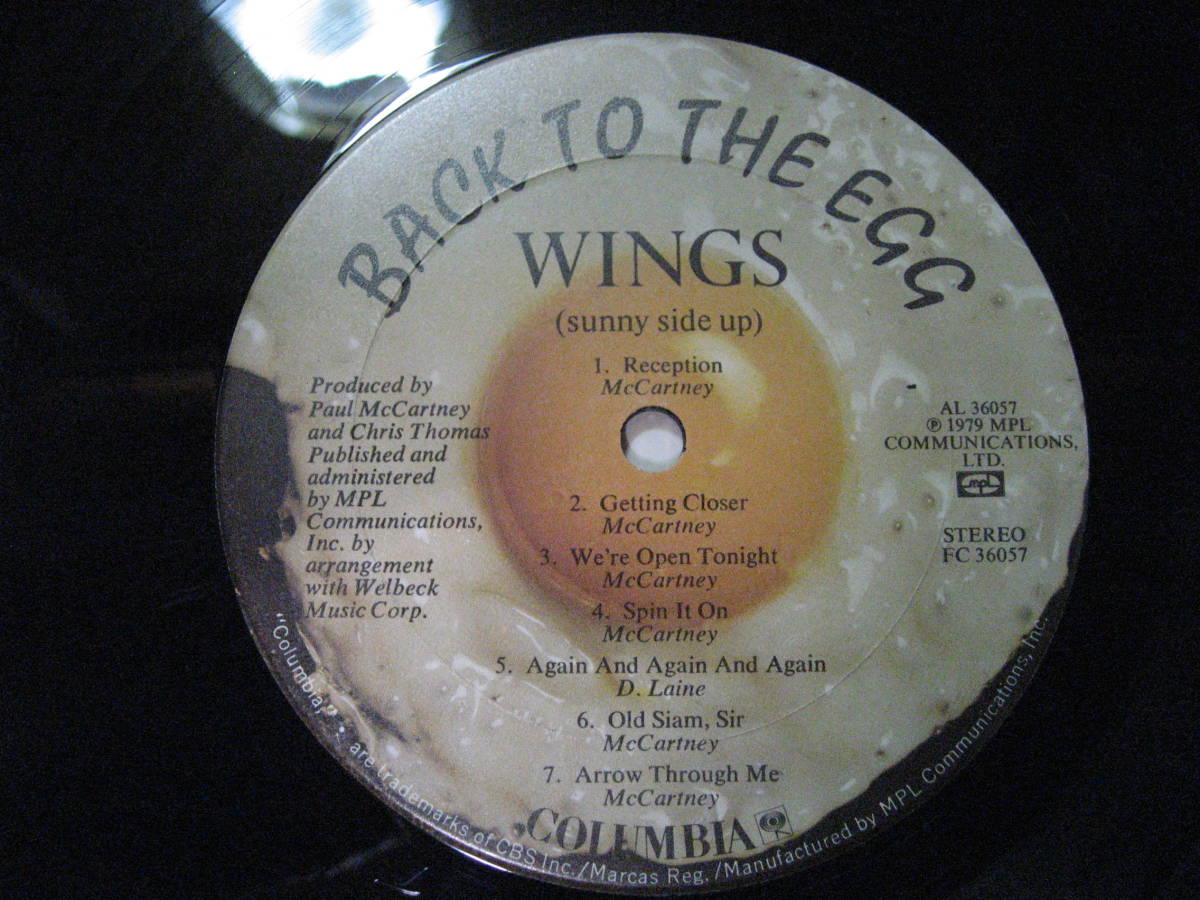 BACK TO THE EGG
WINGS
(sunny side up)
1. Reception
McCartney
Produced by
Paul McCartney
and Chris Thomas
Published and
administered
by MPL
Communications,
Inc. by
arrangement
with Welbeck
Music Corp.
AL 36057
℗ 1979 MPL
COMMUNICATIONS,
LTD.
mpl
STEREO
FC 36057
2. Getting Closer
McCartney
3. We're Open Tonight
McCartney
4. Spin It On
McCartney
5. Again And Again And Again
D. Laine
6. Old Siam, Sir
McCartney
7. Arrow Through Me
McCartney
COLUMBIA
"Columbia," are trademarks of CBS Inc./Marcas Reg./Manufactured by MPL Communications, Inc.